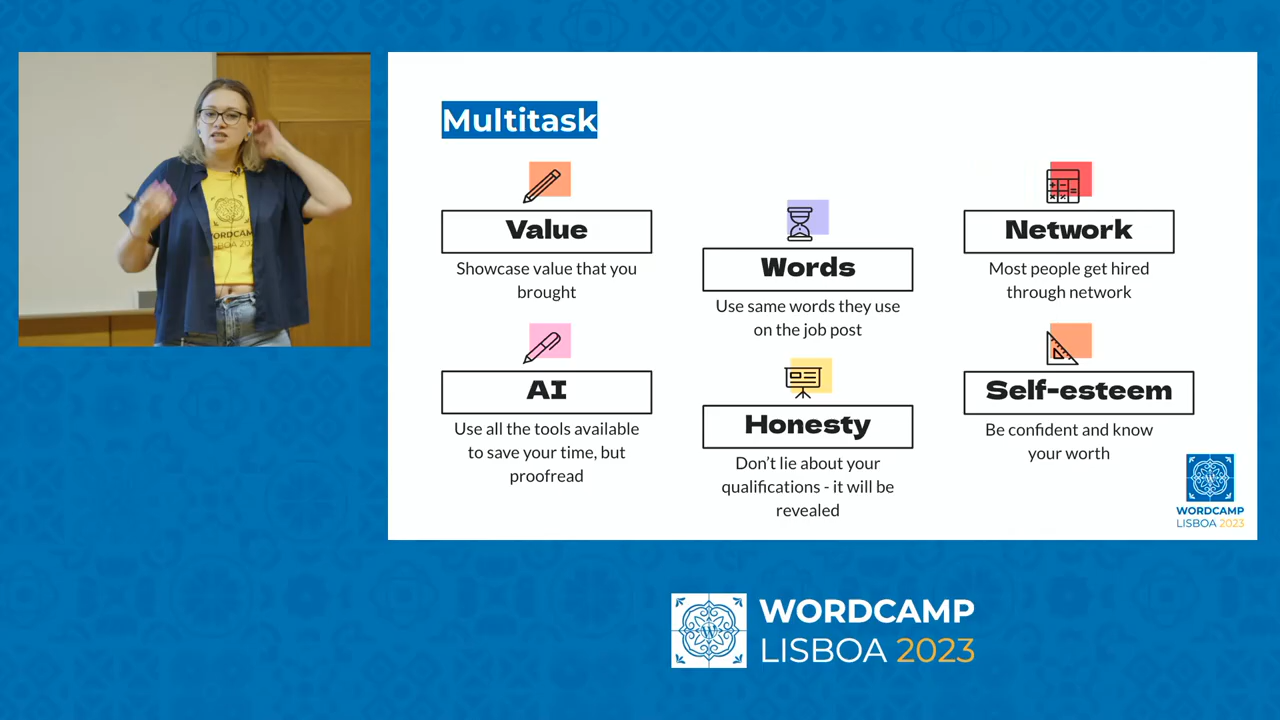 Multitask
Value
Showcase value that you
brought
Words
Use same words they use
on the job post
Network
Most people get hired
through network
AI
Use all the tools available
to save your time, but
proofread
Honesty
Don't lie about your
qualifications - it will be
revealed
Self-esteem
Be confident and know
your worth
WORDCAMP
LISBOA 2023
WORDCAMP
LISBOA 2023